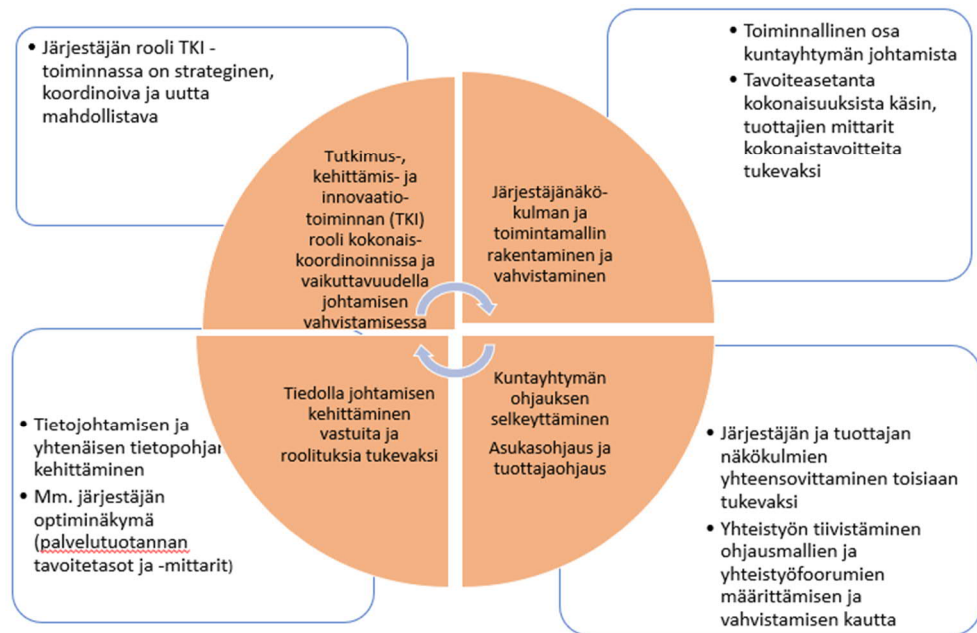 • Järjestäjän rooli TKI -
toiminnassa on strateginen,
koordinoiva ja uutta
mahdollistava
• Toiminnallinen osa
kuntayhtymän johtamista
• Tavoiteasetanta
kokonaisuuksista käsin,
tuottajien mittarit
kokonaistavoitteita
tukevaksi
Tutkimus-,
kehittämis- ja
innovaatio-
toiminnan (TKI)
rooli kokonais-
koordinoinnissa ja
vaikuttavuudella
johtamisen
vahvistamisessa
Järjestäjänäkö-
kulman ja
toimintamallin
rakentaminen ja
vahvistaminen
Tiedolla johtamisen
kehittäminen
vastuita ja
roolituksia tukevaksi
Kuntayhtymän
ohjauksen
selkeyttäminen
Asukasohjaus ja
tuottajaohjaus
• Tietojohtamisen ja
yhtenäisen tietopohjan
kehittäminen
• Mm. järjestäjän
optiminäkymä
(palvelutuotannan
tavoitetasot ja -mittarit)
• Järjestäjän ja tuottajan
näkökulmien
yhteensovittaminen toisiaan
tukevaksi
• Yhteistyön tiivistäminen
ohjausmallien ja
yhteistyöfoorumien
määrittämisen ja
vahvistamisen kautta